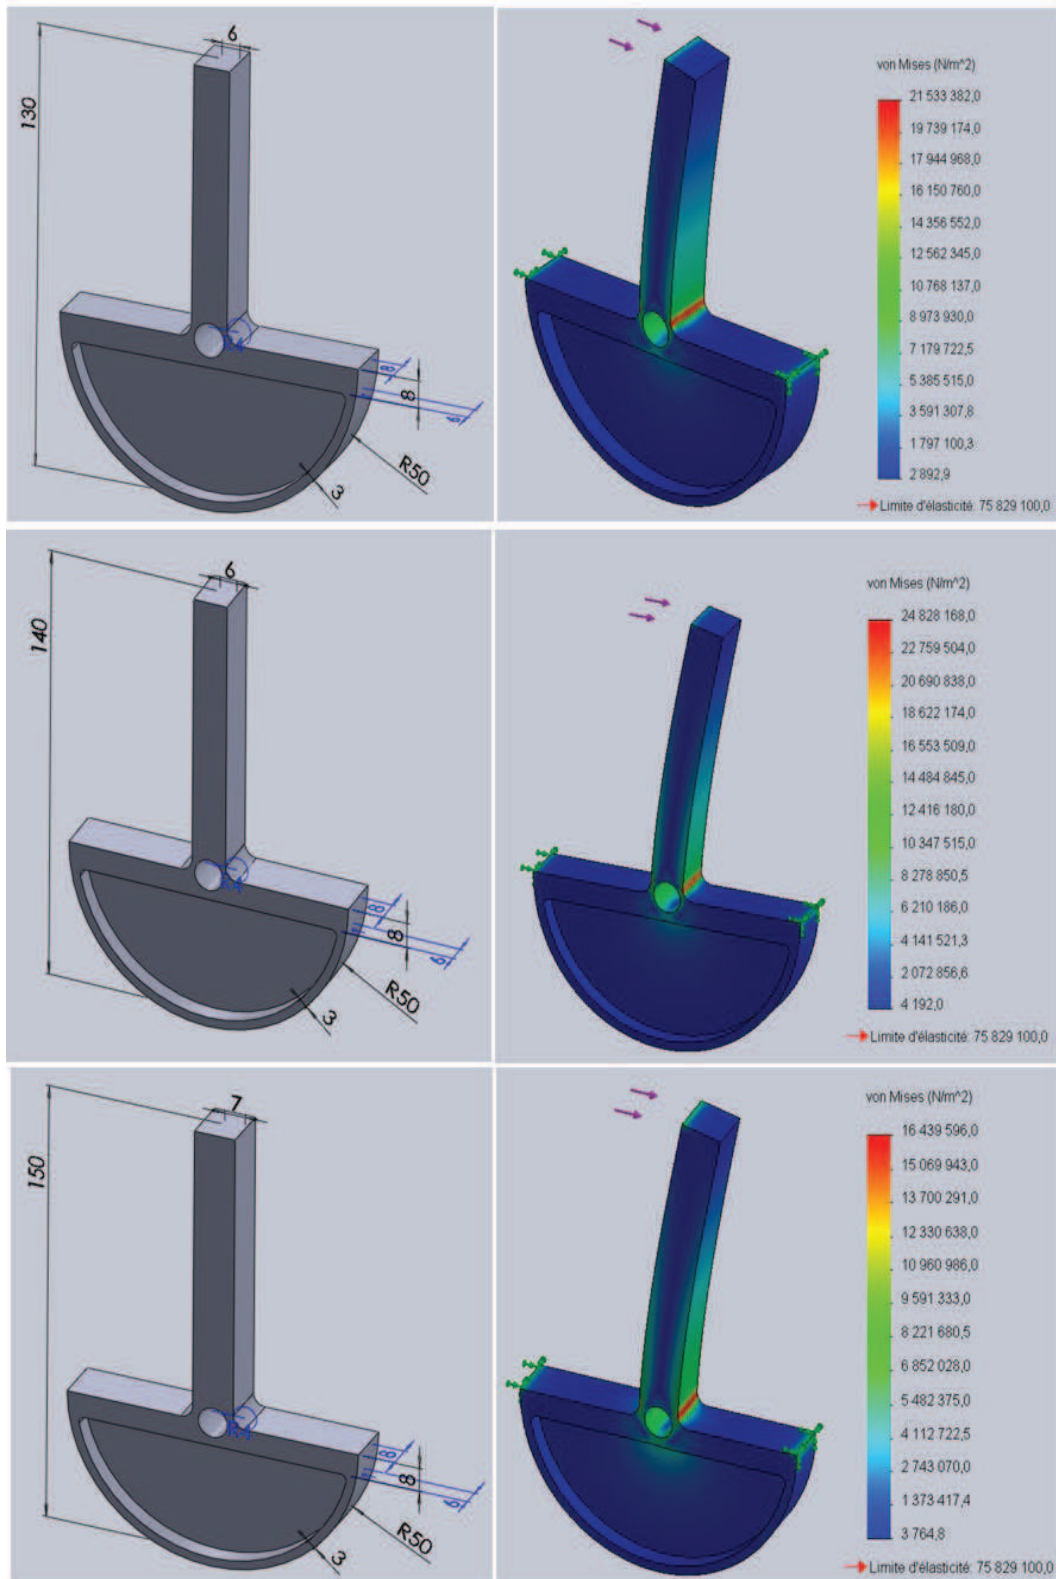 6
130
R4
8
8
6
R50
3
von Mises (N/m^2)
21 533 382,0
19 739 174,0
17 944 968,0
16 150 760,0
14 356 552,0
12 562 345,0
10 768 137,0
8 973 930,0
7 179 722,5
5 385 515,0
3 591 307,8
1 797 100,3
2 892,9
Limite d'élasticité: 75 829 100,0
6
140
R4
8
8
6
R50
3
von Mises (N/m^2)
24 828 168,0
22 759 504,0
20 690 838,0
18 622 174,0
16 553 509,0
14 484 845,0
12 416 180,0
10 347 515,0
8 278 850,5
6 210 186,0
4 141 521,3
2 072 856,6
4 192,0
Limite d'élasticité: 75 829 100,0
7
150
R4
8
8
6
R50
3
von Mises (N/m^2)
16 439 596,0
15 069 943,0
13 700 291,0
12 330 638,0
10 960 986,0
9 591 333,0
8 221 680,5
6 852 028,0
5 482 375,0
4 112 722,5
2 743 070,0
1 373 417,4
3 764,8
Limite d'élasticité: 75 829 100,0